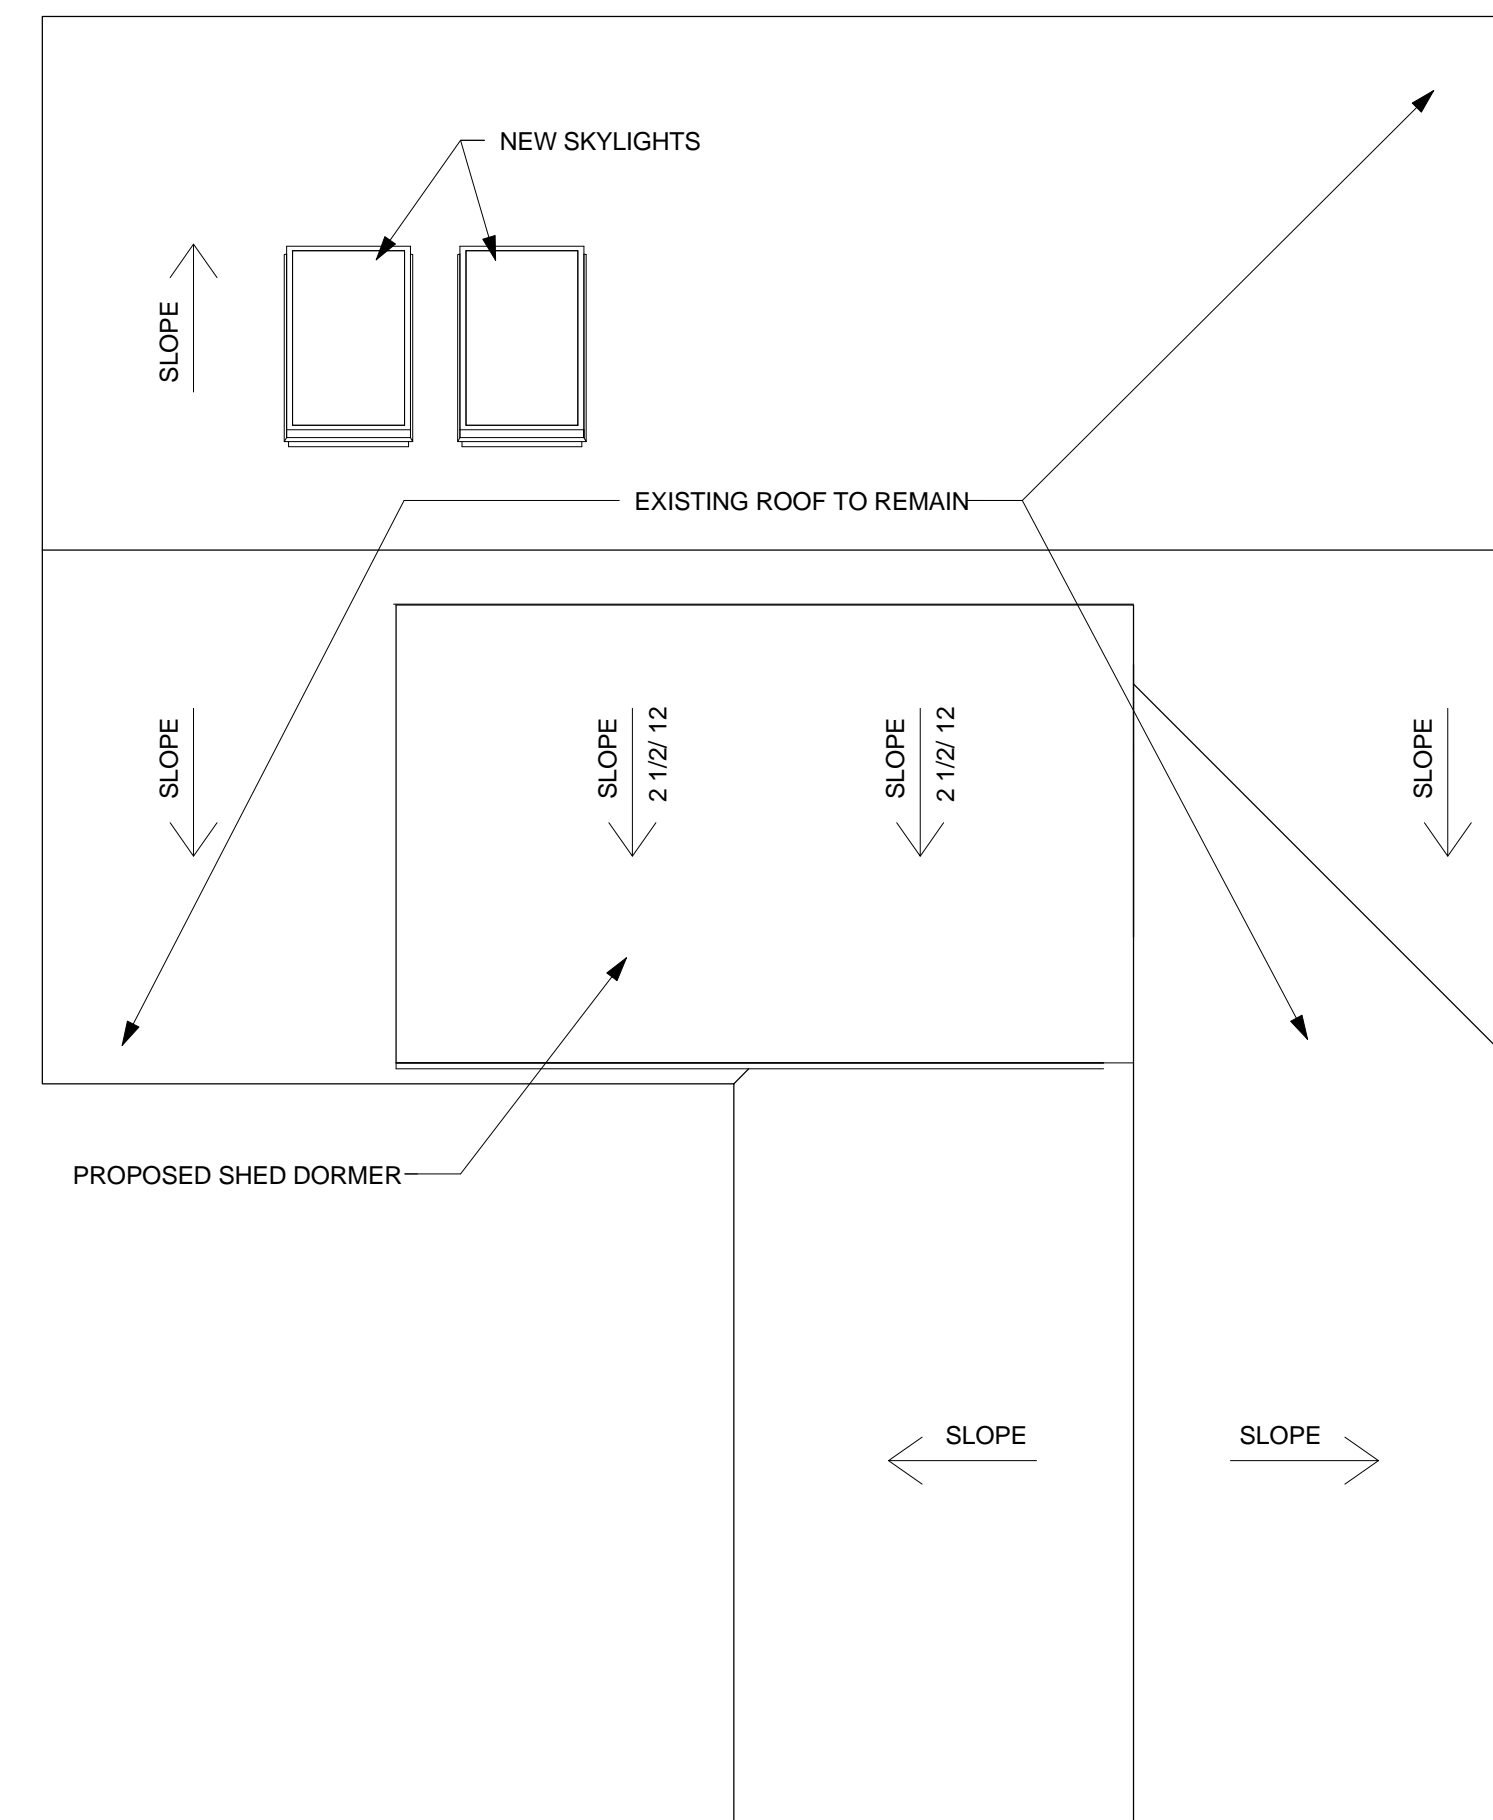 NEW SKYLIGHTS
SLOPE
EXISTING ROOF TO REMAIN
SLOPE
SLOPE
2 1/2/ 12
SLOPE
2 1/2/ 12
SLOPE
PROPOSED SHED DORMER
SLOPE
SLOPE